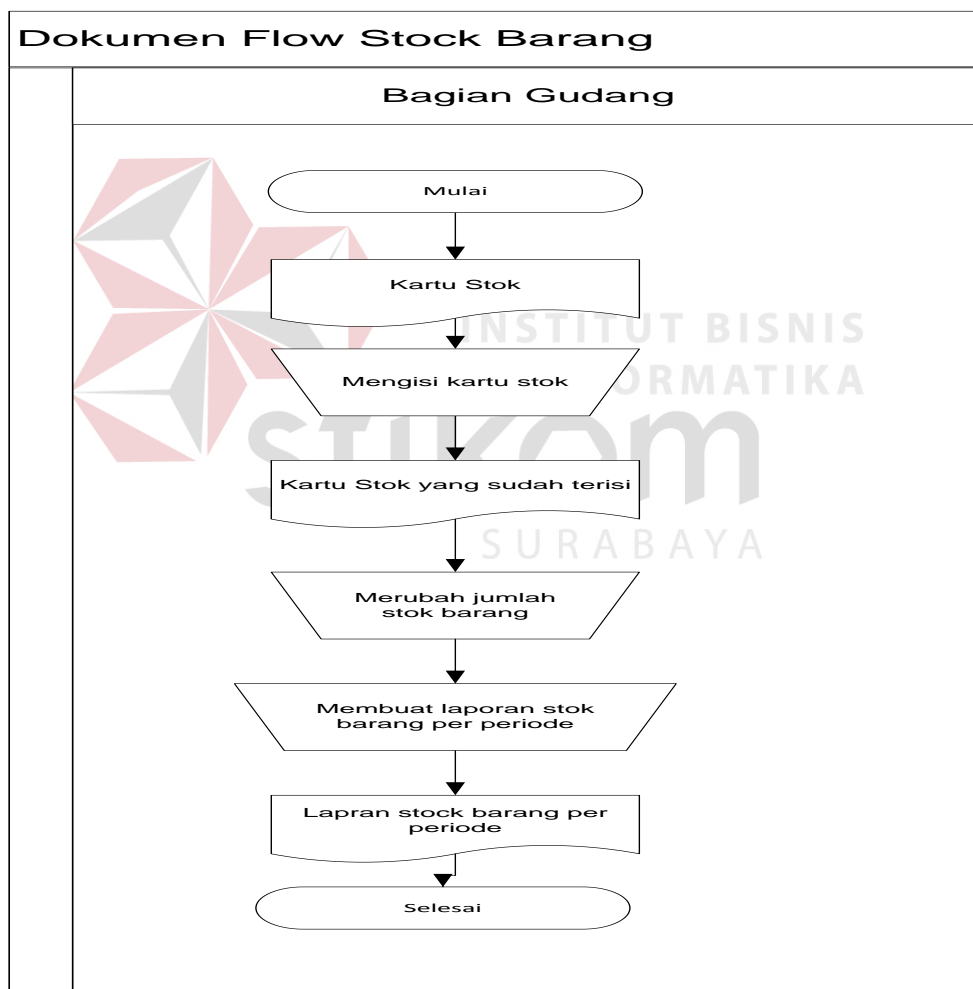 Dokumen Flow Stock Barang
Bagian Gudang
Mulai
Kartu Stok
INSTITUT BISNIS
ORMATIKA
Mengisi kartu stok
stikom
Kartu Stok yang sudah terisi
SURABAYA
Merubah jumlah
stok barang
Membuat laporan stok
barang per periode
Lapran stock barang per
periode
Selesai